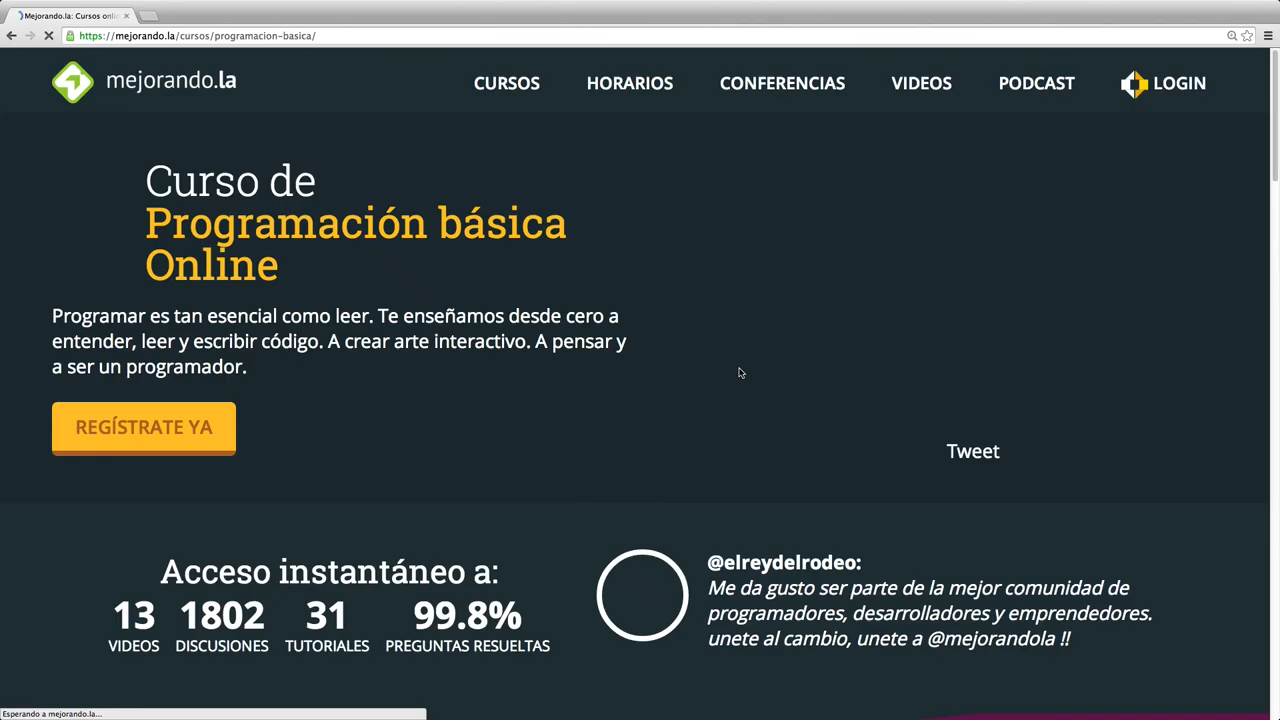 Mejorando.la: Cursos onli
https://mejorando.la/cursos/programacion-basica/
mejorando.la
CURSOS
HORARIOS
CONFERENCIAS
VIDEOS
PODCAST
LOGIN
Curso de
Programación básica
Online
Programar es tan esencial como leer. Te enseñamos desde cero a
entender, leer y escribir código. A crear arte interactivo. A pensar y
a ser un programador.
REGÍSTRATE YA
Tweet
Acceso instantáneo a:
13 1802 31 99.8%
VIDEOS DISCUSIONES TUTORIALES PREGUNTAS RESUELTAS
@elreydelrodeo:
Me da gusto ser parte de la mejor comunidad de
programadores, desarrolladores y emprendedores.
unete al cambio, unete a @mejorandola !!
Esperando a mejorando.la...